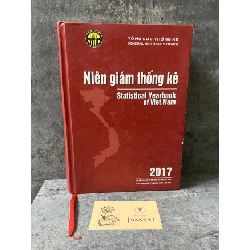 TỔNG CỤC THỐNG KÊ
GENERAL STATISTICS OFFICE
Niên giám thống kê
Statistical Yearbook
of Viet Nam
2017